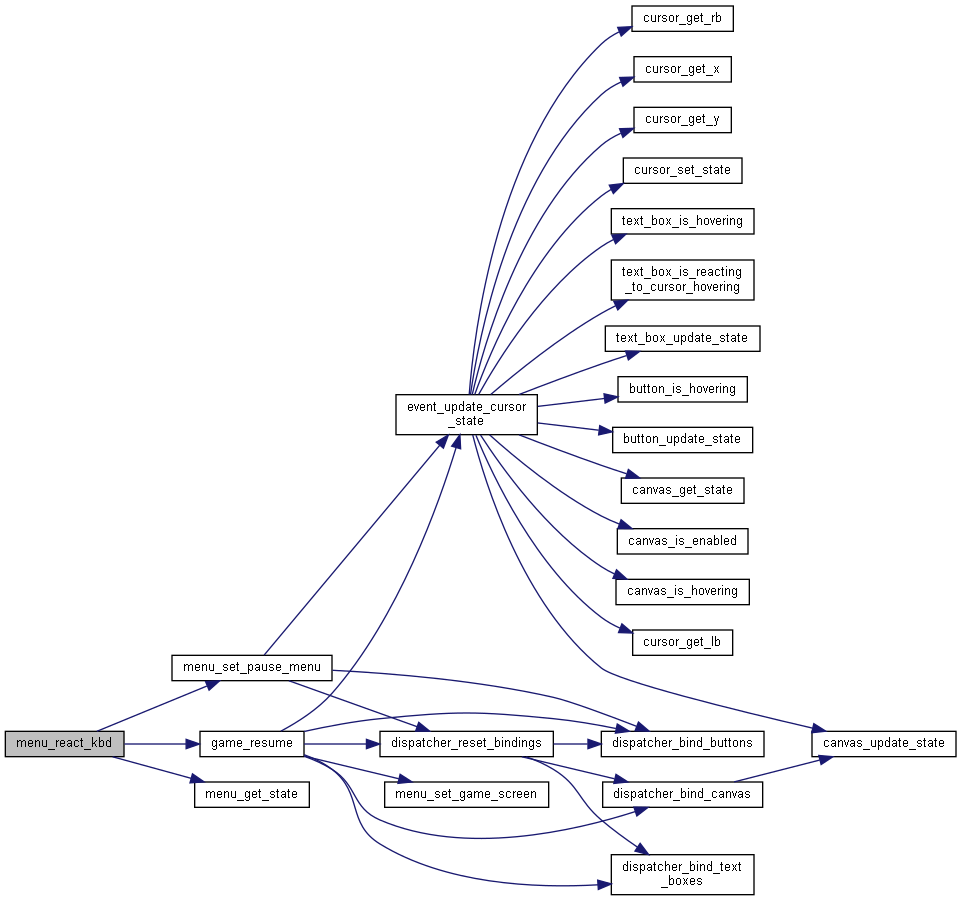 cursor_get_rb
cursor_get_x
cursor_get_y
cursor_set_state
text_box_is_hovering
text_box_is_reacting
_to_cursor_hovering
text_box_update_state
button_is_hovering
event_update_cursor
_state
button_update_state
canvas_get_state
canvas_is_enabled
canvas_is_hovering
cursor_get_lb
menu_set_pause_menu
menu_react_kbd
game_resume
dispatcher_reset_bindings
dispatcher_bind_buttons
canvas_update_state
menu_get_state
menu_set_game_screen
dispatcher_bind_canvas
dispatcher_bind_text
_boxes